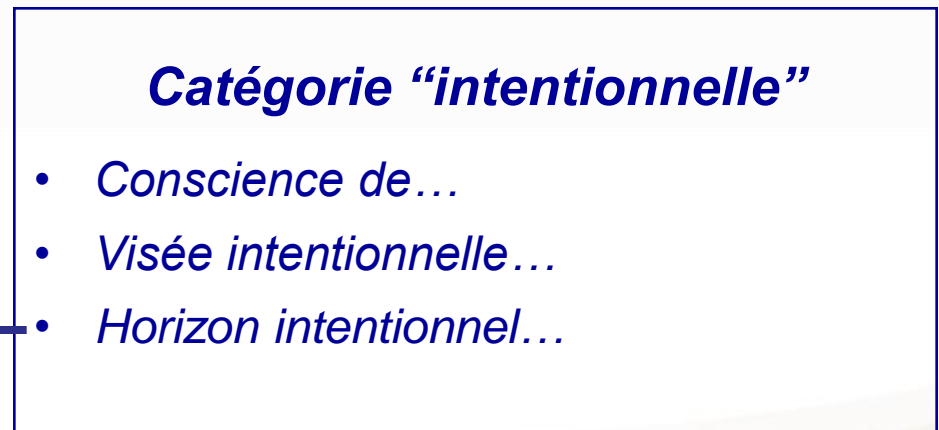 Catégorie “intentionnelle”
• Conscience de…
• Visée intentionnelle…
• Horizon intentionnel…